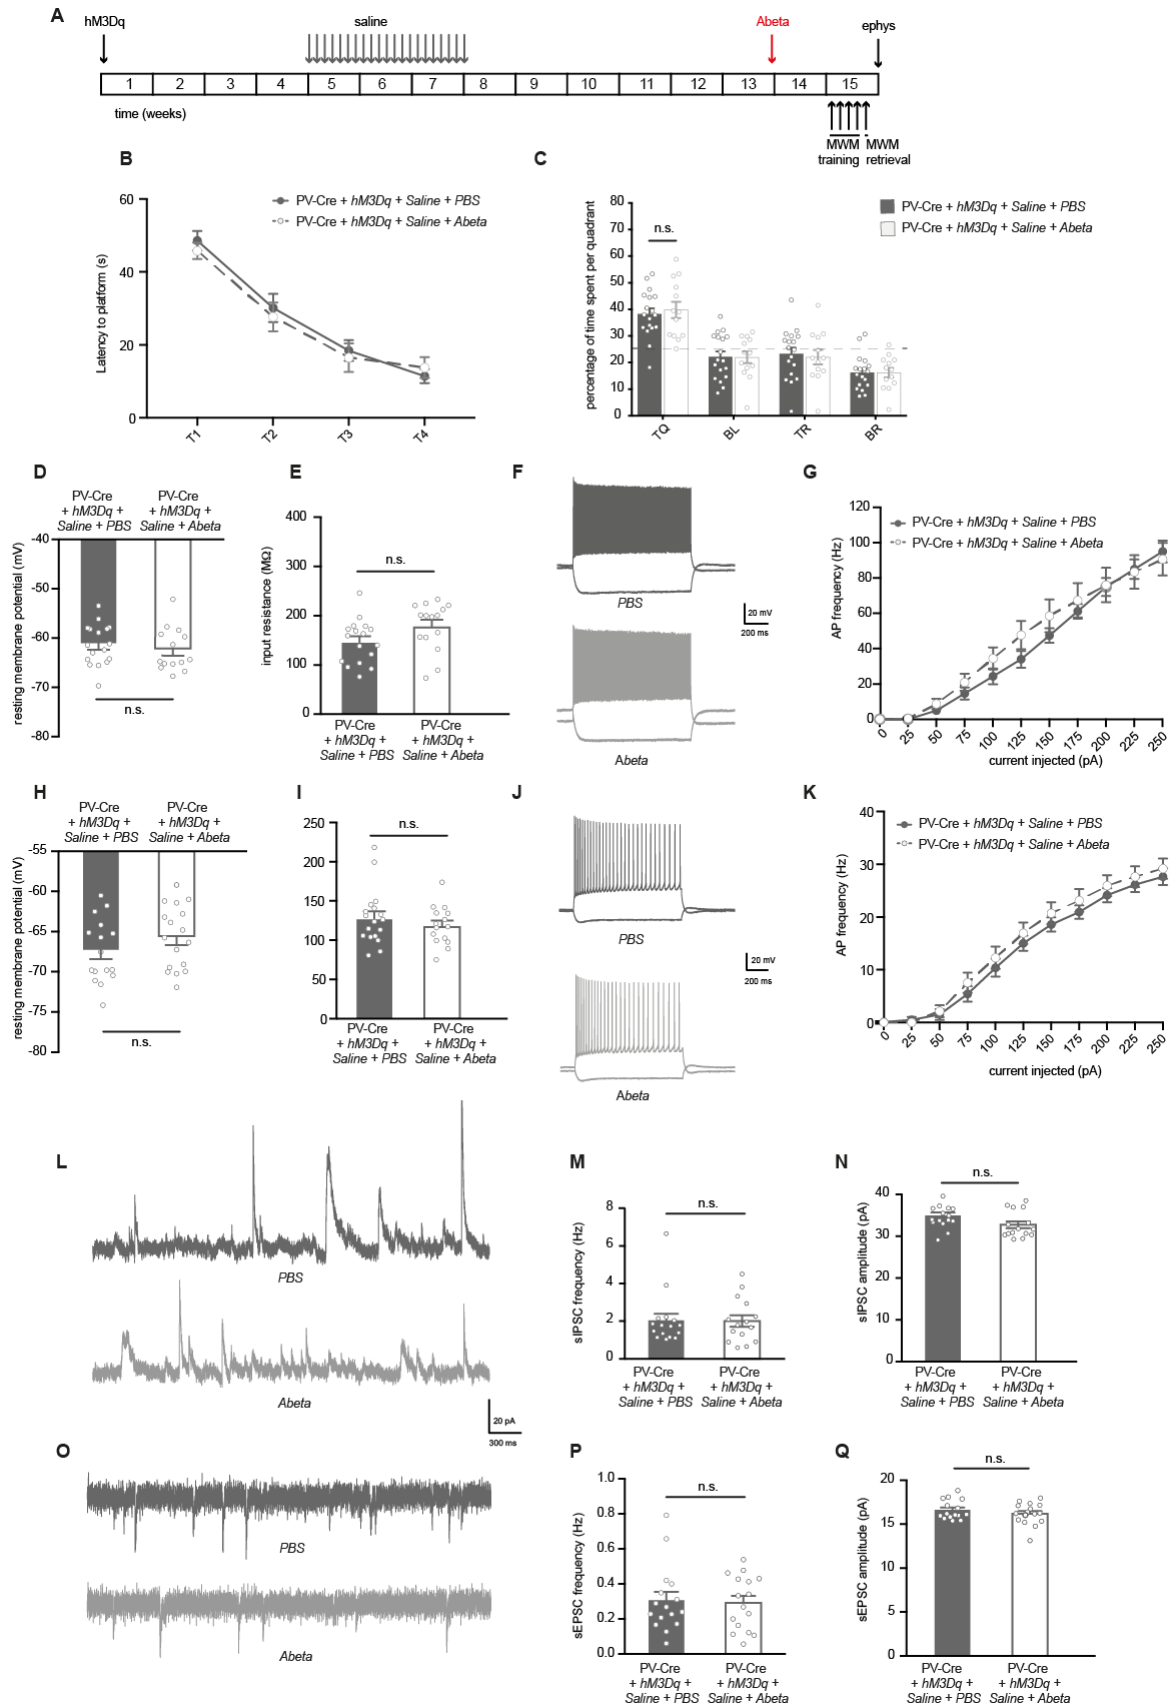 A
hM3Dq
saline
Abeta
ephys
1 2 3 4 5 6 7 8 9 10 11 12 13 14 15
time (weeks)
MWM training
MWM retrieval
B
PV-Cre + hM3Dq + Saline + PBS
PV-Cre + hM3Dq + Saline + Abeta
Latency to platform (s)
60
40
20
0
T1 T2 T3 T4
C
PV-Cre + hM3Dq + Saline + PBS
PV-Cre + hM3Dq + Saline + Abeta
percentage of time spent per quadrant
80
70
60
50
40
30
20
10
0
n.s.
TQ BL TR BR
D
PV-Cre
+ hM3Dq +
Saline + PBS
PV-Cre
+ hM3Dq +
Saline + Abeta
resting membrane potential (mV)
-40
-50
-60
-70
-80
n.s.
E
input resistance (MΩ)
400
300
200
100
0
n.s.
PV-Cre
+ hM3Dq +
Saline + PBS
PV-Cre
+ hM3Dq +
Saline + Abeta
F
PBS
20 mV
200 ms
Abeta
G
PV-Cre + hM3Dq + Saline + PBS
PV-Cre + hM3Dq + Saline + Abeta
AP frequency (Hz)
120
100
80
60
40
20
0
0 25 50 75 100 125 150 175 200 225 250
current injected (pA)
H
PV-Cre
+ hM3Dq +
Saline + PBS
PV-Cre
+ hM3Dq +
Saline + Abeta
resting membrane potential (mV)
-55
-60
-65
-70
-75
-80
n.s.
I
input resistance (MΩ)
250
200
150
100
50
0
n.s.
PV-Cre
+ hM3Dq +
Saline + PBS
PV-Cre
+ hM3Dq +
Saline + Abeta
J
PBS
20 mV
200 ms
Abeta
K
PV-Cre + hM3Dq + Saline + PBS
PV-Cre + hM3Dq + Saline + Abeta
AP frequency (Hz)
40
30
20
10
0
0 25 50 75 100 125 150 175 200 225 250
current injected (pA)
L
PBS
Abeta
20 pA
300 ms
M
sIPSC frequency (Hz)
8
6
4
2
0
n.s.
PV-Cre
+ hM3Dq +
Saline + PBS
PV-Cre
+ hM3Dq +
Saline + Abeta
N
sIPSC amplitude (pA)
40
30
20
10
0
n.s.
PV-Cre
+ hM3Dq +
Saline + PBS
PV-Cre
+ hM3Dq +
Saline + Abeta
O
PBS
Abeta
P
sEPSC frequency (Hz)
1.0
0.8
0.6
0.4
0.2
0.0
n.s.
PV-Cre
+ hM3Dq +
Saline + PBS
PV-Cre
+ hM3Dq +
Saline + Abeta
Q
sEPSC amplitude (pA)
20
15
10
5
0
n.s.
PV-Cre
+ hM3Dq +
Saline + PBS
PV-Cre
+ hM3Dq +
Saline + Abeta